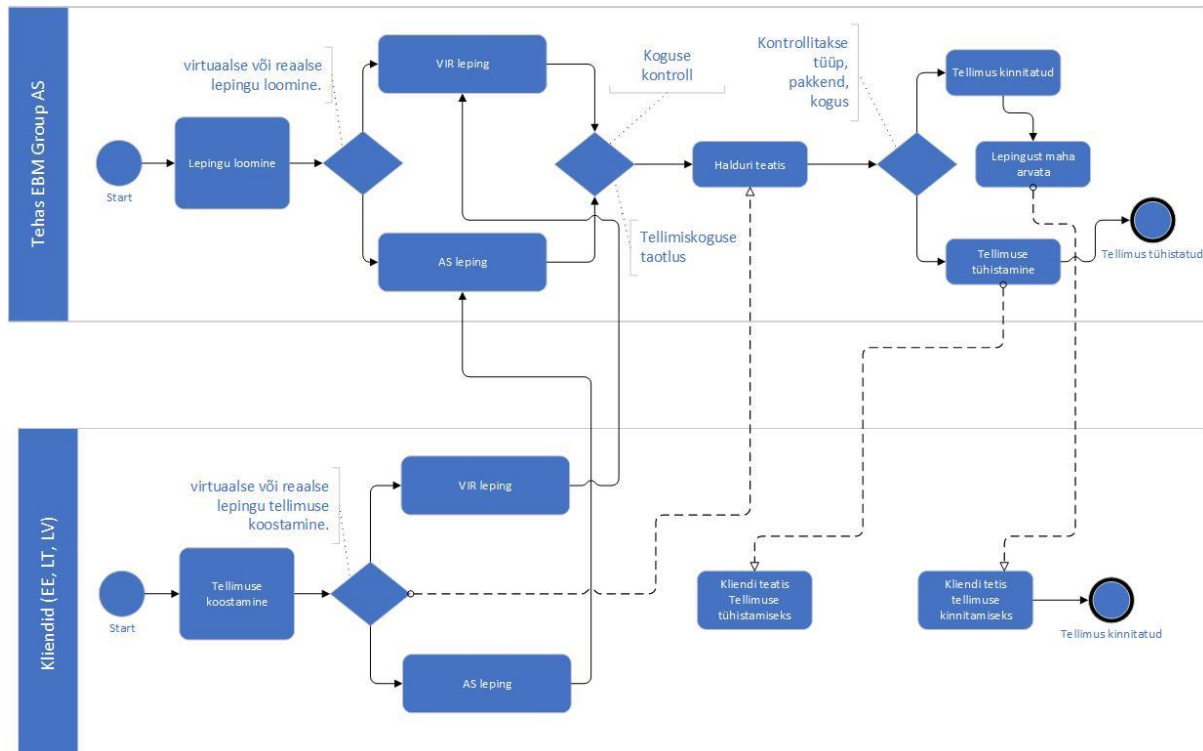 Tehas EBM Group AS
virtuaalse või reaalse
lepingu loomine.
Start
Lepingu loomine
VIR leping
AS leping
Koguse
kontroll
Tellimiskoguse
taotlus
Halduri teatis
Kontrollitakse
tüüp,
pakkend,
kogus
Tellimus kinnitatud
Lepingust maha
arvata
Tellimuse
tühistamine
Tellimus tühistatud
Kliendid (EE, LT, LV)
virtuaalse või reaalse
lepingu tellimuse
koostamine.
Start
Tellimuse
koostamine
VIR leping
AS leping
Kliendi teatis
Tellimuse
tühistamiseks
Kliendi tetis
tellimuse
kinnitamiseks
Tellimus kinnitatud